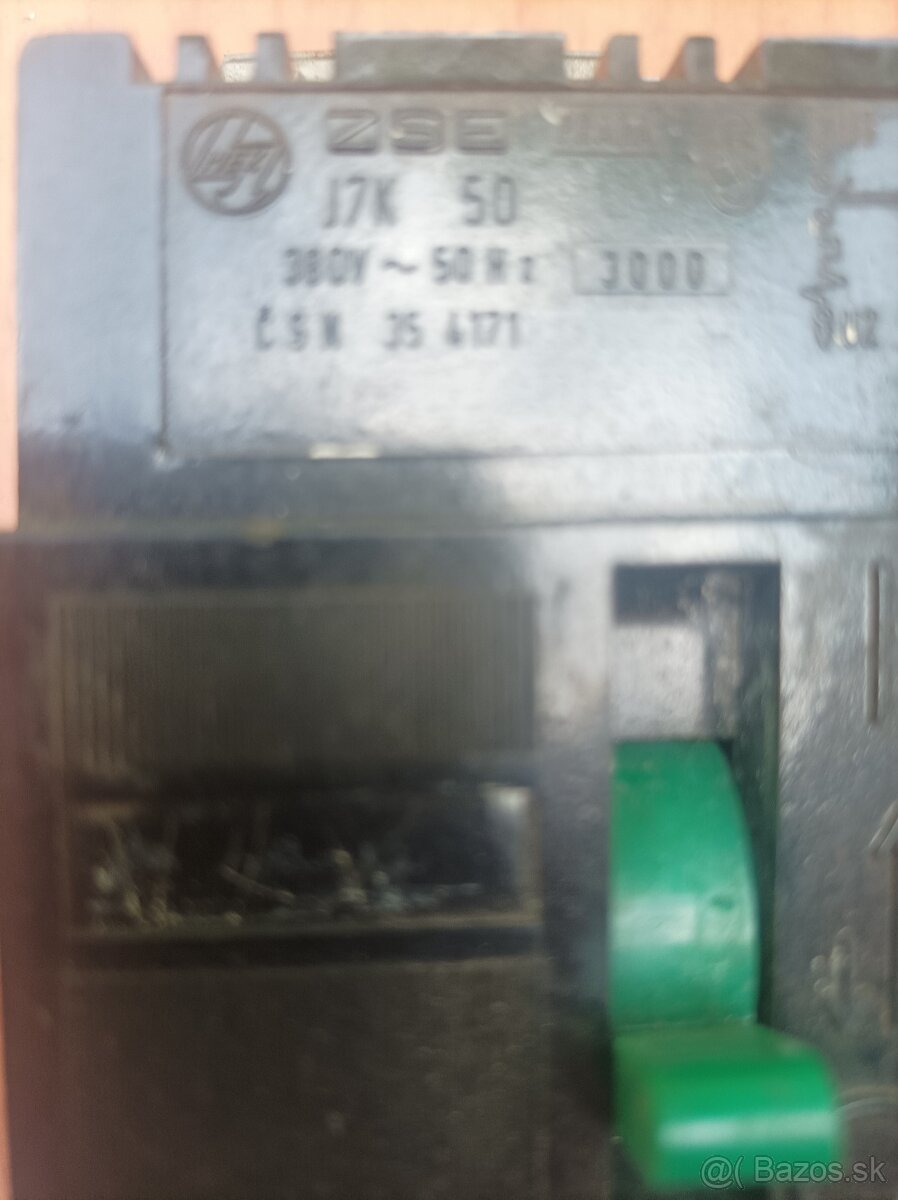 ZSE
J7K 50
380V ~ 50 Hz 3000
ČSN 35 4171
@( Bazos.sk